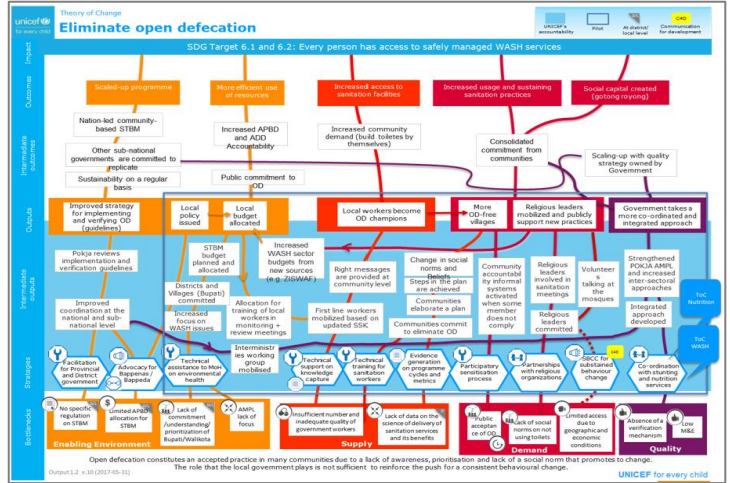 unicef
for every child
Theory of Change
Eliminate open defecation
UNICEF's
accountability
Pilot
At district/
local level
C4D
Communication
for development
Impact
SDG Target 6.1 and 6.2: Every person has access to safely managed WASH services
Outcomes
Scaled-up programme
More efficient use
of resources
Increased access to
sanitation facilities
Increased usage and sustaining
sanitation practices
Social capital created
(gotong royong)
Intermediate
outcomes
Nation-led community-
based STBM
Other sub-national
governments are committed to
replicate
Sustainability on a regular
basis
Increased APBD
and ADD
Accountability
Public commitment to
OD
Increased community
demand (build toiletes by
themselves)
Consolidated
commitment from
communities
Scaling-up with quality
strategy owned by
Government
Outputs
Improved strategy
for implementing
and verifying OD
(guidelines)
Local
policy
issued
Local
budget
allocated
Local workers become
OD champions
More
OD-free
villages
Religious leaders
mobilized and publicly
support new practices
Government takes a
more co-ordinated and
integrated approach
Intermediate
outputs
Pokja reviews
implementation and
verification guidelines
Improved
coordination at the
national and sub-
national level
STBM
budget
planned and
allocated
Districts and
Villages (Bupati)
committed
Increased
focus on
WASH issues
Increased
WASH sector
budgets from
new sources
(e.g. ZISWAF)
Allocation for
training of local
workers in
monitoring +
review meetings
Interministries
working
group
mobilised
Right messages
are provided at
community level
First line workers
mobilized based on
updated SSK
Change in social
norms and
Beliefs
Steps in the plan
are achieved
Communities
elaborate a plan
Communities commit
to eliminate OD
Community
accountabil
ity informal
systems
activated
when some
member
does not
comply
Religious
leaders
involved in
sanitation
meetings
Religious
leaders
committed
Volunteer
s
talking at
the
mosques
Strengthened
POKJA AMPL
and increased
inter-sectoral
approaches
Integrated
approach
developed
ToC
Nutrition
ToC
WASH
Strategies
Facilitation
for Provincial
and District
government
Advocacy for
Bappenas /
Bappeda
Technical
assistance to MoH
on environmental
health
Technical
support on
knowledge
capture
Technical
training for
sanitation
workers
Evidence
generation
on programme
cycles and
metrics
Participatory
sensitisation
process
Partnerships
with religious
organizations
C4D
SBCC for
sustained
behaviour
change
Co-ordination
with stunting
and nutrition
services
Bottlenecks
No specific
regulation
on STBM
Limited APBD
allocation for
STBM
Lack of
commitment
/understanding/
prioritization of
Bupati/Walikota
AMPL
lack of
focus
Enabling Environment
Insufficient number and
inadequate quality of
government workers
Lack of data on the
science of delivery of
sanitation services
and its benefits
Supply
Public
acceptan
ce of OD
Lack of social
norms on not
using toilets
Limited access
due to
geographic and
economic
conditions
Demand
Absence of a
verification
mechanism
Low
M&E
Quality
Open defecation constitutes an accepted practice in many communities due to a lack of awareness, prioritisation and lack of a social norm that promotes to change.
The role that the local government plays is not sufficient to reinforce the push for a consistent behavioural change.
Output 1.2 v.10 (2017-05-31)
UNICEF for every child